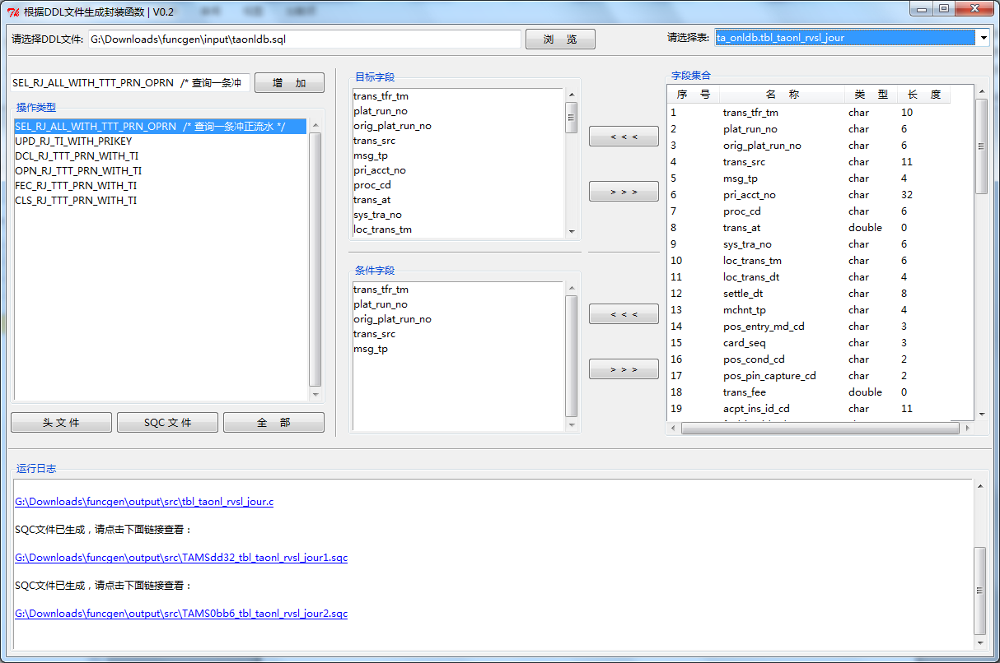 根据DDL文件生成封装函数 | V0.2
请选择DDL文件: G:\Downloads\funcgen\input\taonldb.sql 浏 览 请选择表: ta_onldb.tbl_taonl_rvsl_jour
SEL_RJ_ALL_WITH_TTT_PRN_OPRN /* 查询一条冲 增 加
操作类型
SEL_RJ_ALL_WITH_TTT_PRN_OPRN /* 查询一条冲正流水 */
UPD_RJ_TI_WITH_PRIKEY
DCL_RJ_TTT_PRN_WITH_TI
OPN_RJ_TTT_PRN_WITH_TI
FEC_RJ_TTT_PRN_WITH_TI
CLS_RJ_TTT_PRN_WITH_TI
头 文 件 SQC 文 件 全 部
目标字段
trans_tfr_tm
plat_run_no
orig_plat_run_no
trans_src
msg_tp
pri_acct_no
proc_cd
trans_at
sys_tra_no
loc_trans_tm
< < <
> > >
条件字段
trans_tfr_tm
plat_run_no
orig_plat_run_no
trans_src
msg_tp
< < <
> > >
字段集合
序 号 名 称 类 型 长 度
1 trans_tfr_tm char 10
2 plat_run_no char 6
3 orig_plat_run_no char 6
4 trans_src char 11
5 msg_tp char 4
6 pri_acct_no char 32
7 proc_cd char 6
8 trans_at double 0
9 sys_tra_no char 6
10 loc_trans_tm char 6
11 loc_trans_dt char 4
12 settle_dt char 8
13 mchnt_tp char 4
14 pos_entry_md_cd char 3
15 card_seq char 3
16 pos_cond_cd char 2
17 pos_pin_capture_cd char 2
18 trans_fee double 0
19 acpt_ins_id_cd char 11
运行日志
G:\Downloads\funcgen\output\src\tbl_taonl_rvsl_jour.c
SQC文件已生成，请点击下面链接查看：
G:\Downloads\funcgen\output\src\TAMSdd32_tbl_taonl_rvsl_jour1.sqc
SQC文件已生成，请点击下面链接查看：
G:\Downloads\funcgen\output\src\TAMS0bb6_tbl_taonl_rvsl_jour2.sqc